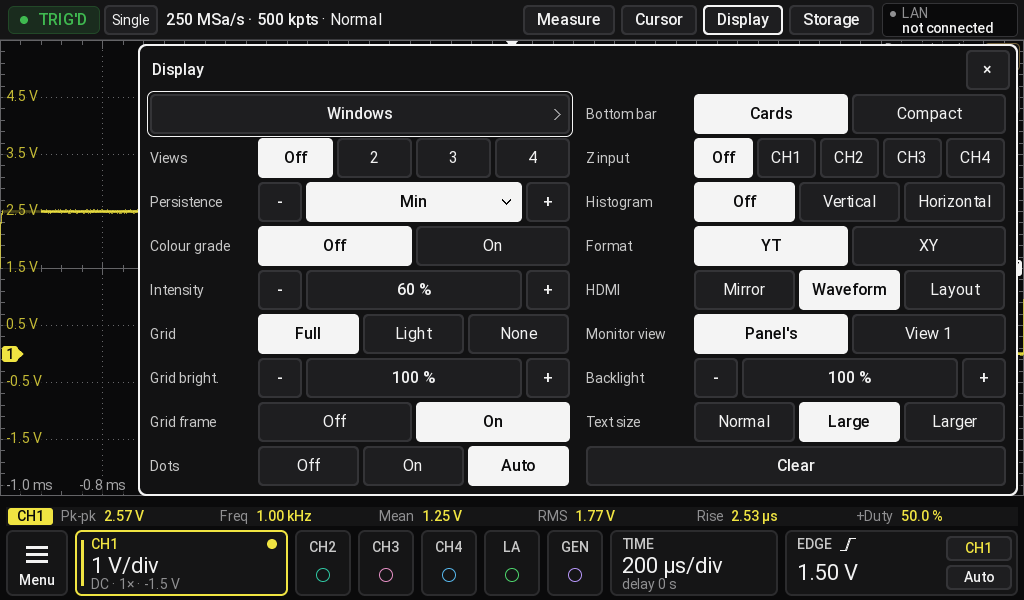 TRIG'D Single 250 MSa/s · 500 kpts · Normal Measure Cursor Display Storage LAN
not connected
Display ×
Windows Bottom bar Cards Compact
Views Off 2 3 4 Z input Off CH1 CH2 CH3 CH4
Persistence - Min + Histogram Off Vertical Horizontal
Colour grade Off On Format YT XY
Intensity - 60 % + HDMI Mirror Waveform Layout
Grid Full Light None Monitor view Panel's View 1
Grid bright. - 100 % + Backlight - 100 % +
Grid frame Off On Text size Normal Large Larger
Dots Off On Auto Clear
4.5 V
3.5 V
2.5 V
1.5 V
0.5 V
1
-0.5 V
-1.5 V
-1.0 ms -0.8 ms
CH1 Pk-pk 2.57 V Freq 1.00 kHz Mean 1.25 V RMS 1.77 V Rise 2.53 µs +Duty 50.0 %
Menu
CH1
1 V/div
DC · 1× · -1.5 V
CH2 CH3 CH4 LA GEN
TIME
200 µs/div
delay 0 s
EDGE CH1
1.50 V Auto